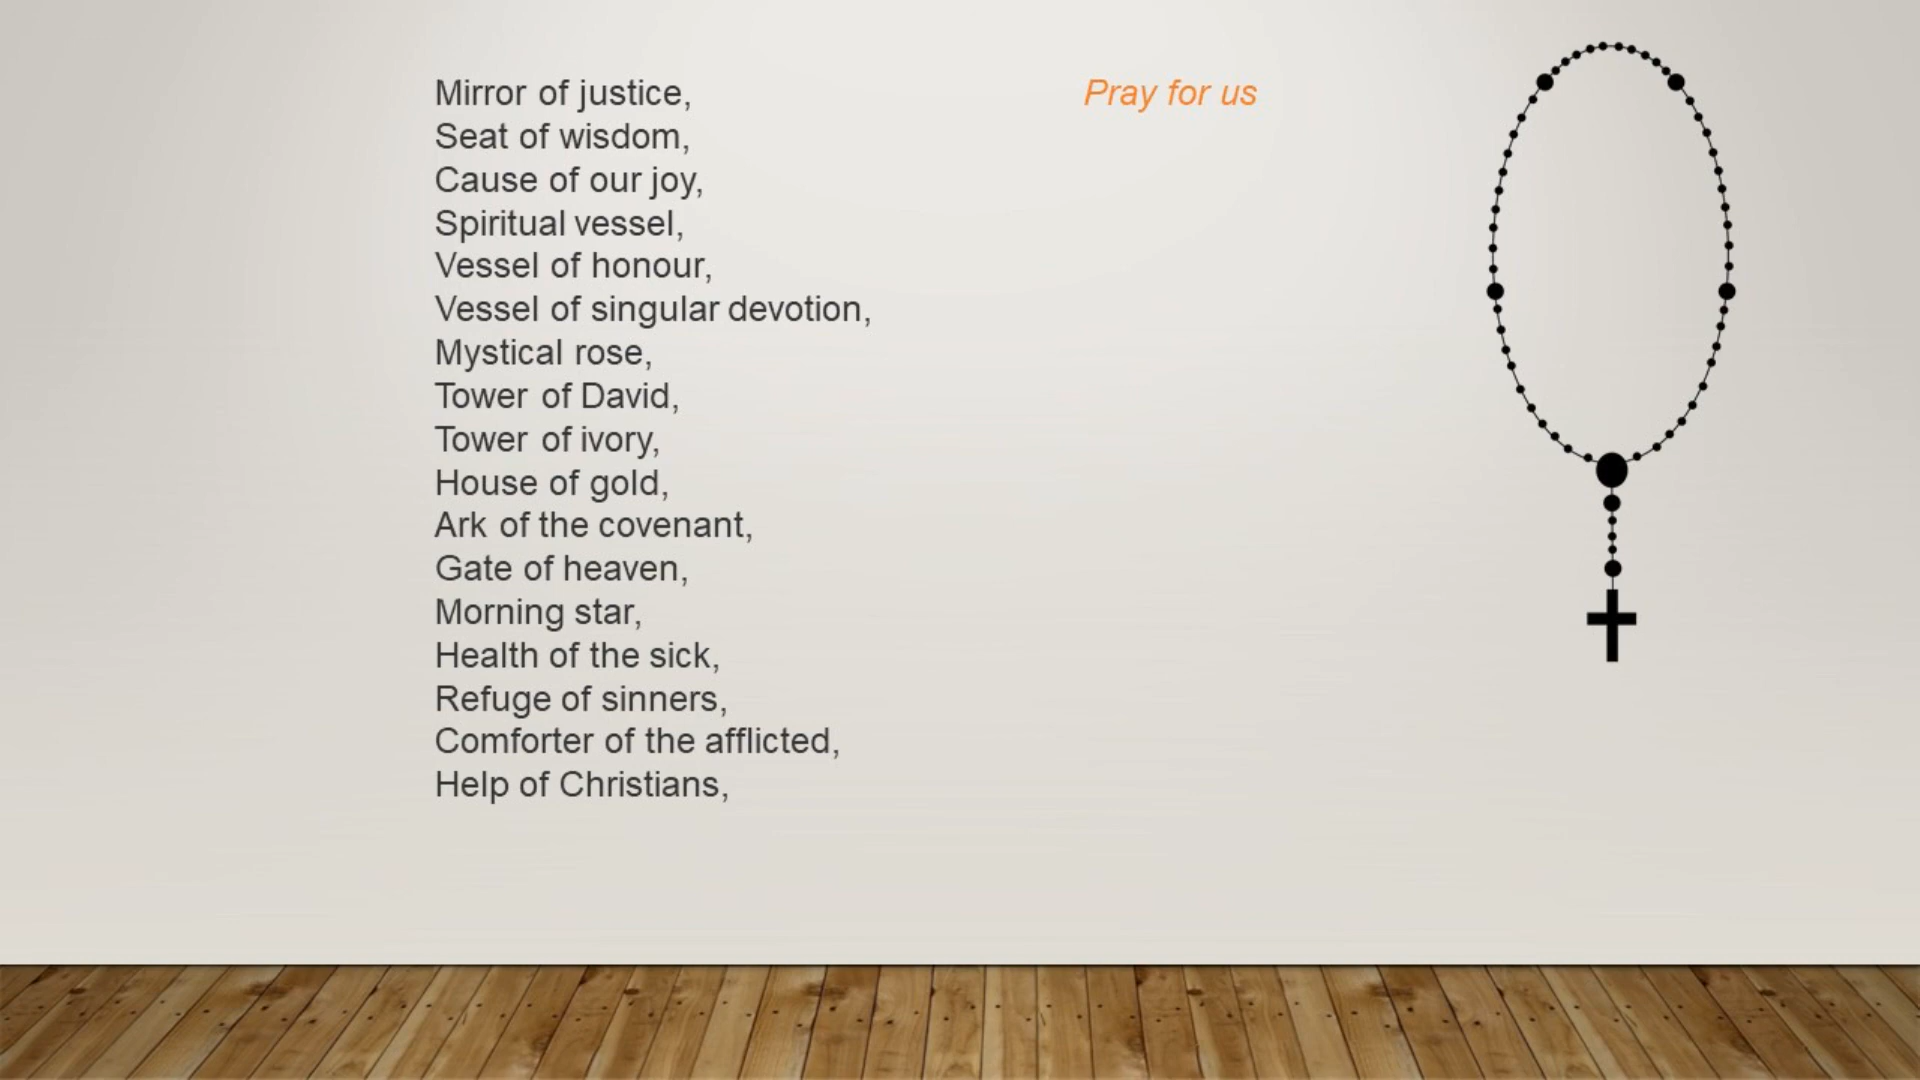 Mirror of justice, Pray for us
Seat of wisdom,
Cause of our joy,
Spiritual vessel,
Vessel of honour,
Vessel of singular devotion,
Mystical rose,
Tower of David,
Tower of ivory,
House of gold,
Ark of the covenant,
Gate of heaven,
Morning star,
Health of the sick,
Refuge of sinners,
Comforter of the afflicted,
Help of Christians,